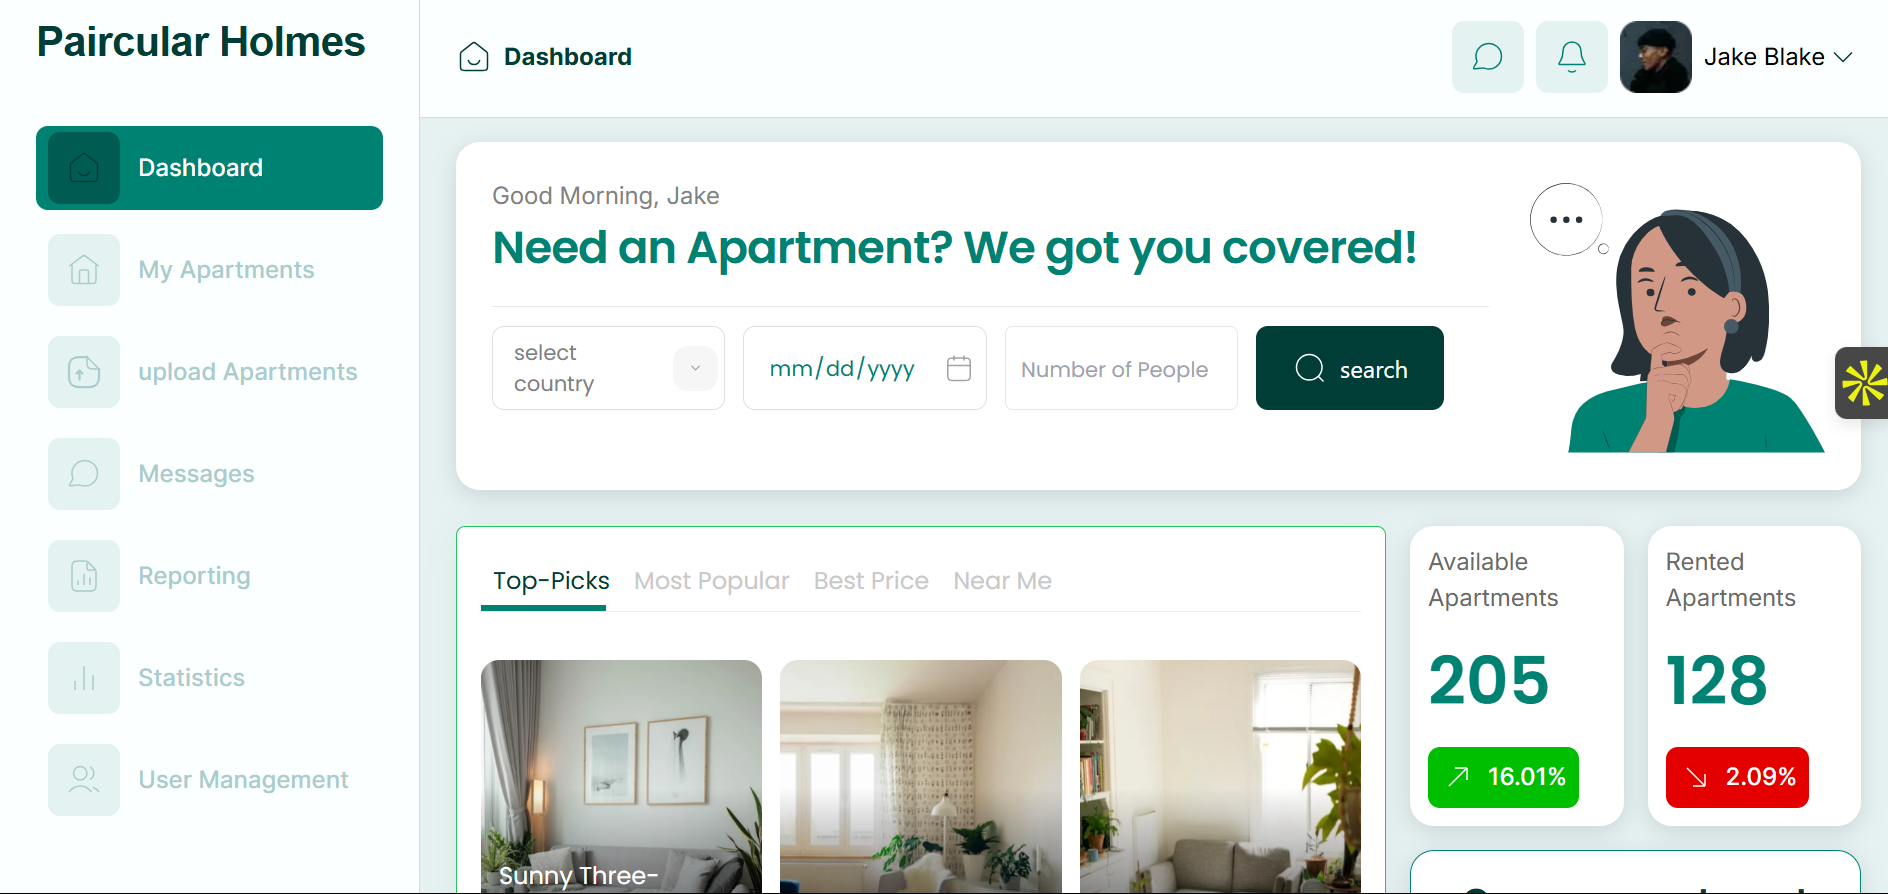 Paircular Holmes
Dashboard
My Apartments
upload Apartments
Messages
Reporting
Statistics
User Management
Dashboard
Jake Blake
Good Morning, Jake
Need an Apartment? We got you covered!
select
country
mm/dd/yyyy
Number of People
search
Top-Picks Most Popular Best Price Near Me
Sunny Three-
Available
Apartments
205
16.01%
Rented
Apartments
128
2.09%